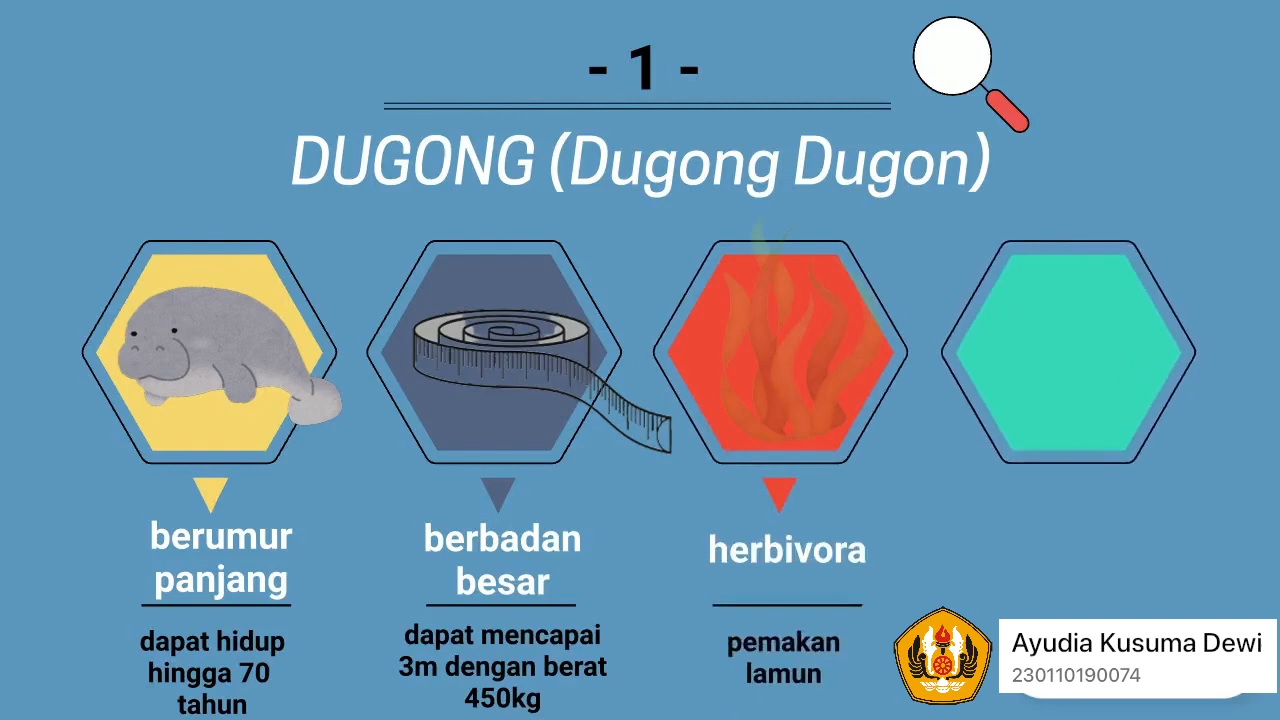 - 1 -
DUGONG (Dugong Dugon)
berumur
panjang
dapat hidup
hingga 70
tahun
berbadan
besar
dapat mencapai
3m dengan berat
450kg
herbivora
pemakan
lamun
Ayudia Kusuma Dewi
230110190074